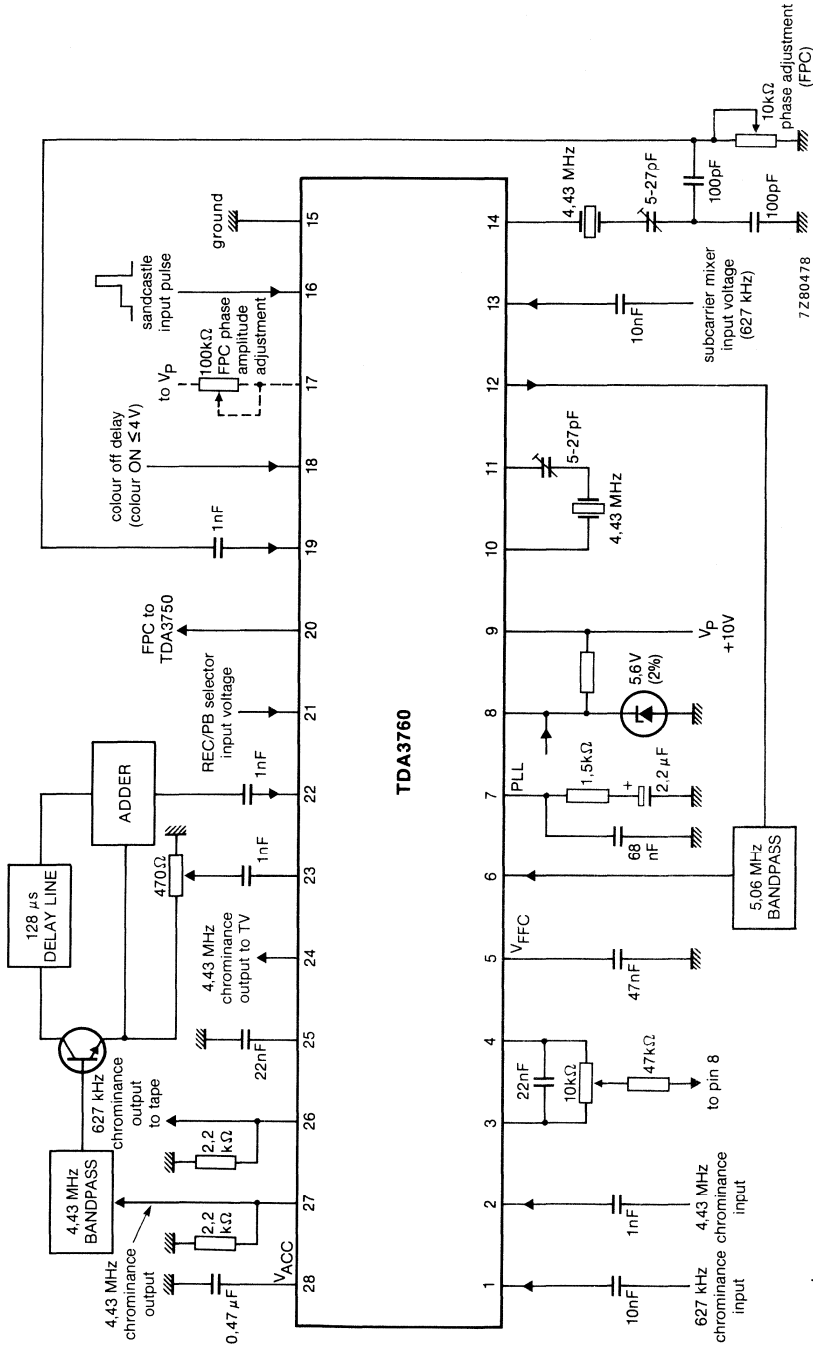 4,43 MHz
chrominance
output
4,43 MHz
BANDPASS
627 kHz
chrominance
output
to tape
128 µs
DELAY LINE
ADDER
470Ω
4,43 MHz
chrominance
output to TV
1nF
1nF
REC/PB selector
input voltage
FPC to
TDA3750
1nF
colour off delay
(colour ON ≤4V)
to VP
100kΩ
FPC phase
amplitude
adjustment
sandcastle
input pulse
ground
0,47 µF
VACC
2,2
kΩ
2,2
kΩ
22nF
28
27
26
25
24
23
22
21
20
19
18
17
16
15
TDA3760
1
2
3
4
5
6
7
8
9
10
11
12
13
14
VFFC
PLL
10nF
627 kHz
chrominance
input
1nF
4,43 MHz
chrominance
input
22nF
10kΩ
47kΩ
to pin 8
47nF
5,06 MHz
BANDPASS
68
nF
1,5kΩ
+
2,2 µF
5,6 V
(2%)
VP
+10V
4,43 MHz
5-27pF
10nF
subcarrier mixer
input voltage
(627 kHz)
4,43 MHz
5-27pF
100pF
100pF
10kΩ
phase adjustment
(FPC)
7Z80478